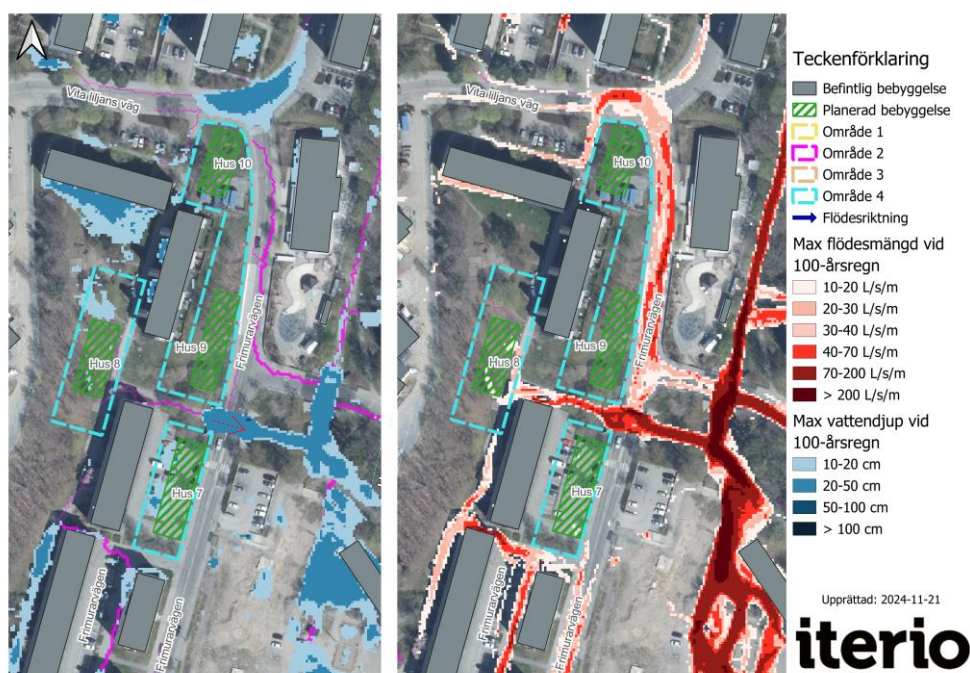 Vita liljans väg
Hus 10
Hus 9
Hus 8
Frimurarvägen
Hus 7
Frimurarvägen
Frimurarvägen
Hus 10
Hus 9
Hus 8
Frimurarvägen
Hus 7
Frimurarvägen
Frimurarvägen
Teckenförklaring
Befintlig bebyggelse
Planerad bebyggelse
Område 1
Område 2
Område 3
Område 4
Flödesriktning
Max flödesmängd vid
100-årsregn
10-20 L/s/m
20-30 L/s/m
30-40 L/s/m
40-70 L/s/m
70-200 L/s/m
> 200 L/s/m
Max vattendjup vid
100-årsregn
10-20 cm
20-50 cm
50-100 cm
> 100 cm
Upprättad: 2024-11-21
iterio
Vita liljans väg